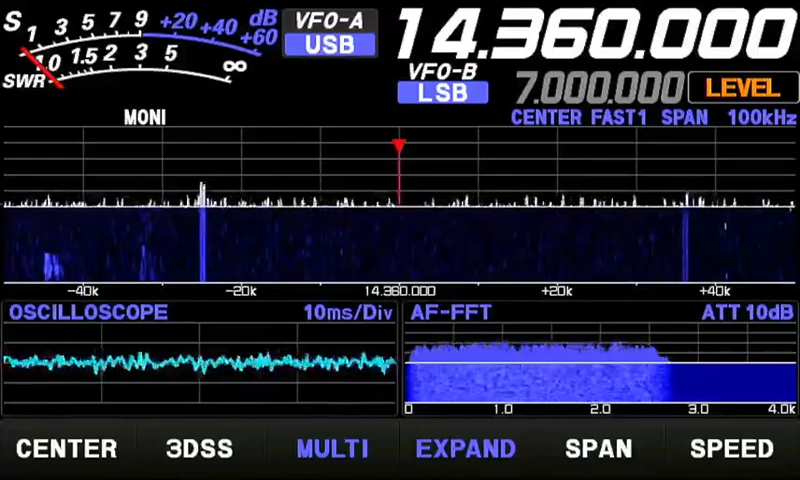 S 1 3 5 7 9 +20 +40 +60 dB
SWR 1.0 1.5 2 3 5 ∞
VFO-A
USB
14.360.000
VFO-B
LSB
7.000.000
LEVEL
MONI
CENTER FAST1 SPAN 100kHz
-40k -20k 14.360.000 +20k +40k
OSCILLOSCOPE 10ms/Div
AF-FFT ATT 10dB
0 1.0 2.0 3.0 4.0k
CENTER 3DSS MULTI EXPAND SPAN SPEED